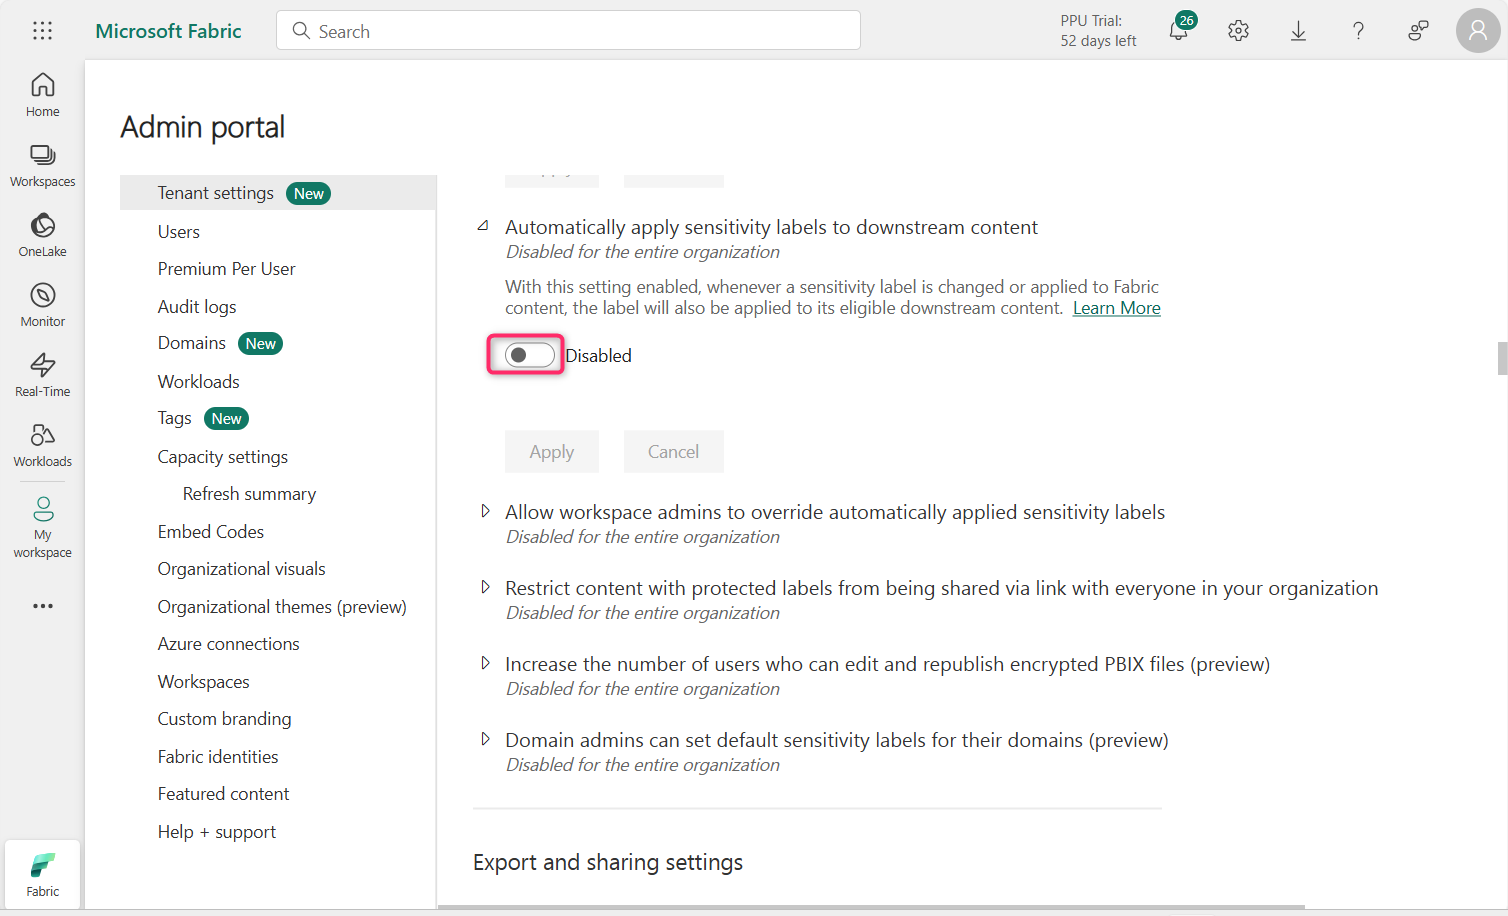 Microsoft Fabric
Search
PPU Trial:
52 days left
26
Home
Workspaces
OneLake
Monitor
Real-Time
Workloads
My
workspace
Fabric
Admin portal
Tenant settings New
Users
Premium Per User
Audit logs
Domains New
Workloads
Tags New
Capacity settings
Refresh summary
Embed Codes
Organizational visuals
Organizational themes (preview)
Azure connections
Workspaces
Custom branding
Fabric identities
Featured content
Help + support
Automatically apply sensitivity labels to downstream content
Disabled for the entire organization
With this setting enabled, whenever a sensitivity label is changed or applied to Fabric
content, the label will also be applied to its eligible downstream content. Learn More
Disabled
Apply Cancel
Allow workspace admins to override automatically applied sensitivity labels
Disabled for the entire organization
Restrict content with protected labels from being shared via link with everyone in your organization
Disabled for the entire organization
Increase the number of users who can edit and republish encrypted PBIX files (preview)
Disabled for the entire organization
Domain admins can set default sensitivity labels for their domains (preview)
Disabled for the entire organization
Export and sharing settings